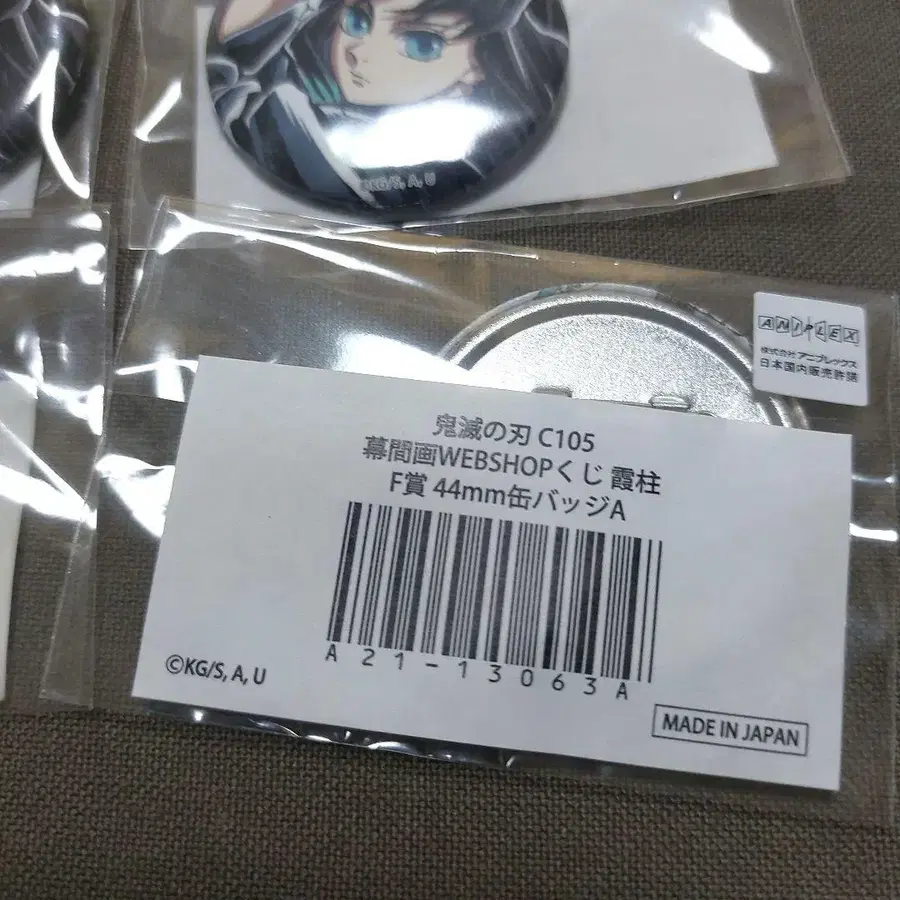 ©KG/S, A, U
ANIPLEX
株式会社 アニプレックス
日本国内販売許諾
鬼滅の刃 C105
幕間画WEBSHOPくじ 霞柱
F賞 44mm缶バッジA
A21-13063A
©KG/S, A, U
MADE IN JAPAN